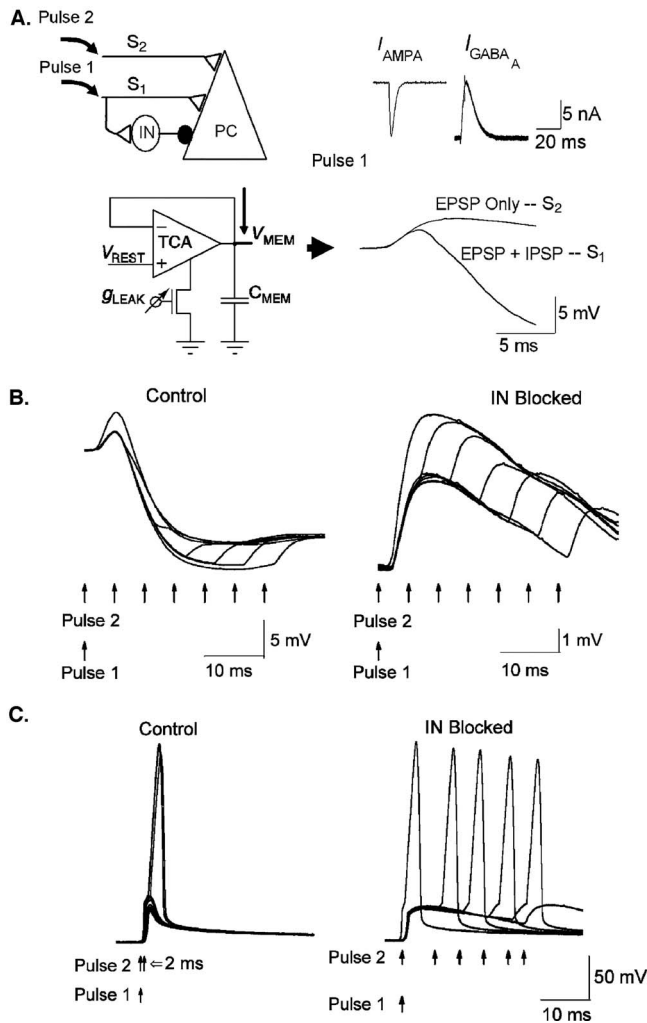 A.
Pulse 2
S2
Pulse 1
S1
IN
PC
IAMPA
IGABAA
5 nA
20 ms
Pulse 1
TCA
VMEM
VREST
gLEAK
CMEM
EPSP Only -- S2
EPSP + IPSP -- S1
5 mV
5 ms
B.
Control
IN Blocked
Pulse 2
Pulse 1
5 mV
10 ms
Pulse 2
Pulse 1
1 mV
10 ms
C.
Control
IN Blocked
Pulse 2
⇐2 ms
Pulse 1
Pulse 2
Pulse 1
50 mV
10 ms